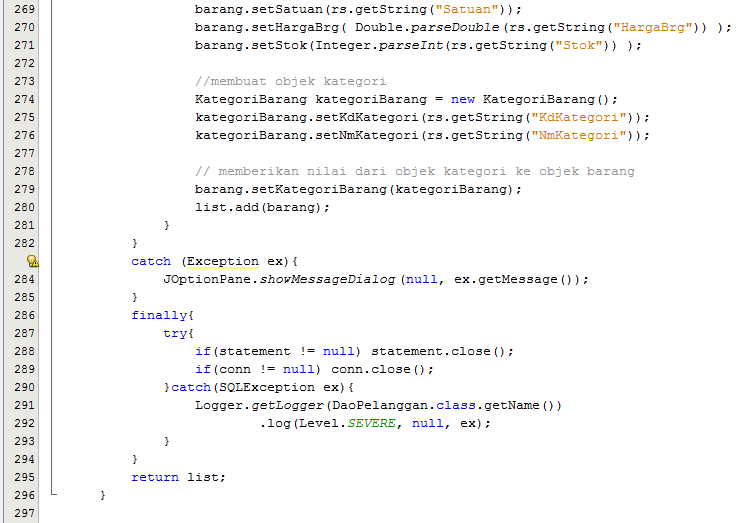 269 barang.setSatuan(rs.getString("Satuan"));
270 barang.setHargaBrg( Double.parseDouble(rs.getString("HargaBrg")) );
271 barang.setStok(Integer.parseInt(rs.getString("Stok")) );
272
273 //membuat objek kategori
274 KategoriBarang kategoriBarang = new KategoriBarang();
275 kategoriBarang.setKdKategori(rs.getString("KdKategori"));
276 kategoriBarang.setNmKategori(rs.getString("NmKategori"));
277
278 // memberikan nilai dari objek kategori ke objek barang
279 barang.setKategoriBarang(kategoriBarang);
280 list.add(barang);
281 }
282 }
catch (Exception ex){
284 JOptionPane.showMessageDialog(null, ex.getMessage());
285 }
286 finally{
287 try{
288 if(statement != null) statement.close();
289 if(conn != null) conn.close();
290 }catch(SQLException ex){
291 Logger.getLogger(DaoPelanggan.class.getName())
292 .log(Level.SEVERE, null, ex);
293 }
294 }
295 return list;
296 }
297